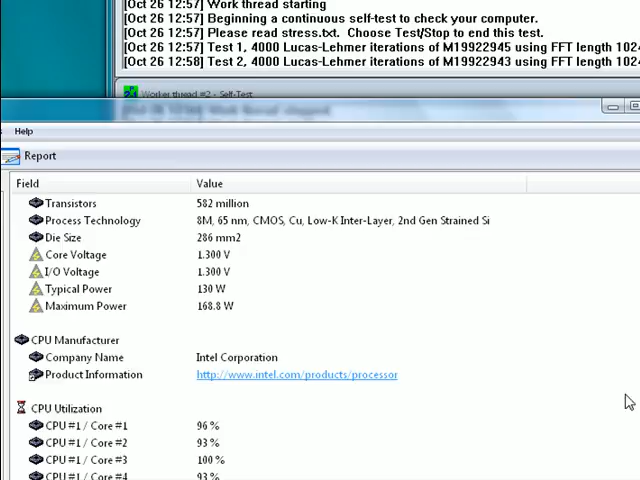 [Oct 26 12:57] Work thread starting
[Oct 26 12:57] Beginning a continuous self-test to check your computer.
[Oct 26 12:57] Please read stress.txt. Choose Test/Stop to end this test.
[Oct 26 12:57] Test 1, 4000 Lucas-Lehmer iterations of M19922945 using FFT length 1024
[Oct 26 12:58] Test 2, 4000 Lucas-Lehmer iterations of M19922943 using FFT length 1024
Worker thread #2 - Self-Test
Help
Report
Field Value
Transistors 582 million
Process Technology 8M, 65 nm, CMOS, Cu, Low-K Inter-Layer, 2nd Gen Strained Si
Die Size 286 mm2
Core Voltage 1.300 V
I/O Voltage 1.300 V
Typical Power 130 W
Maximum Power 168.8 W
CPU Manufacturer
Company Name Intel Corporation
Product Information http://www.intel.com/products/processor
CPU Utilization
CPU #1 / Core #1 96 %
CPU #1 / Core #2 93 %
CPU #1 / Core #3 100 %
CPU #1 / Core #4 93 %